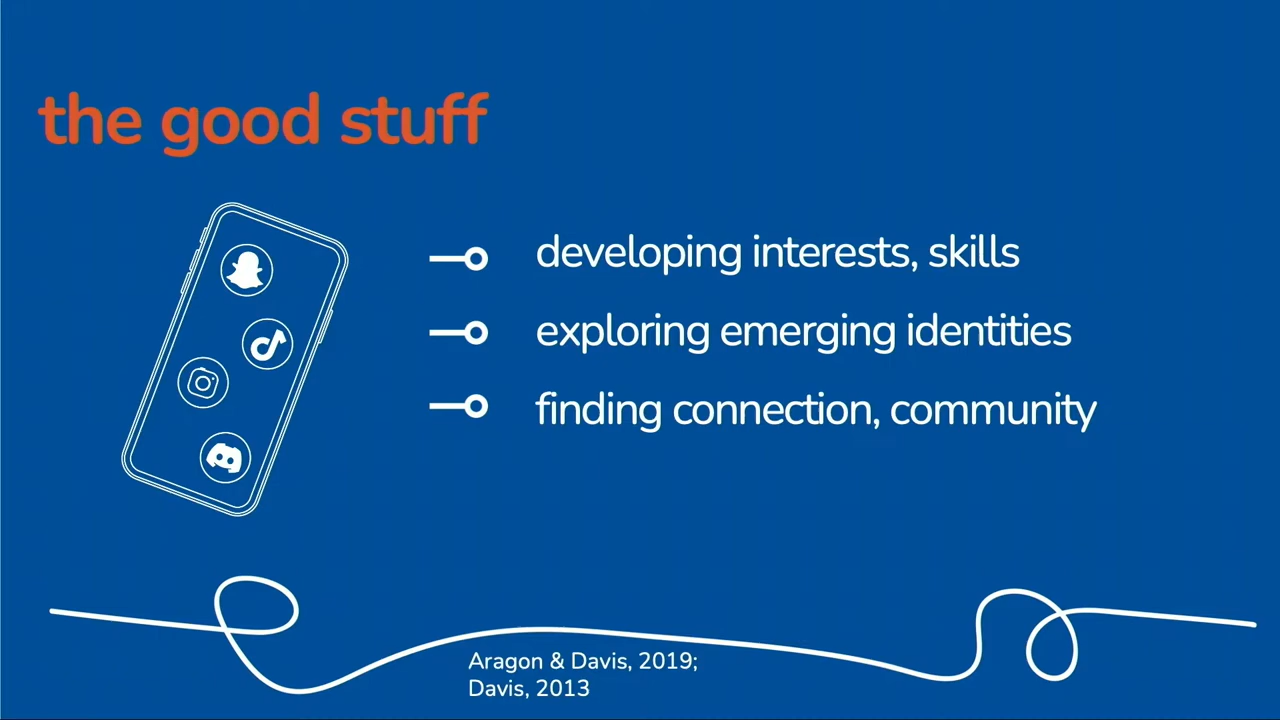 the good stuff
developing interests, skills
exploring emerging identities
finding connection, community
Aragon & Davis, 2019;
Davis, 2013